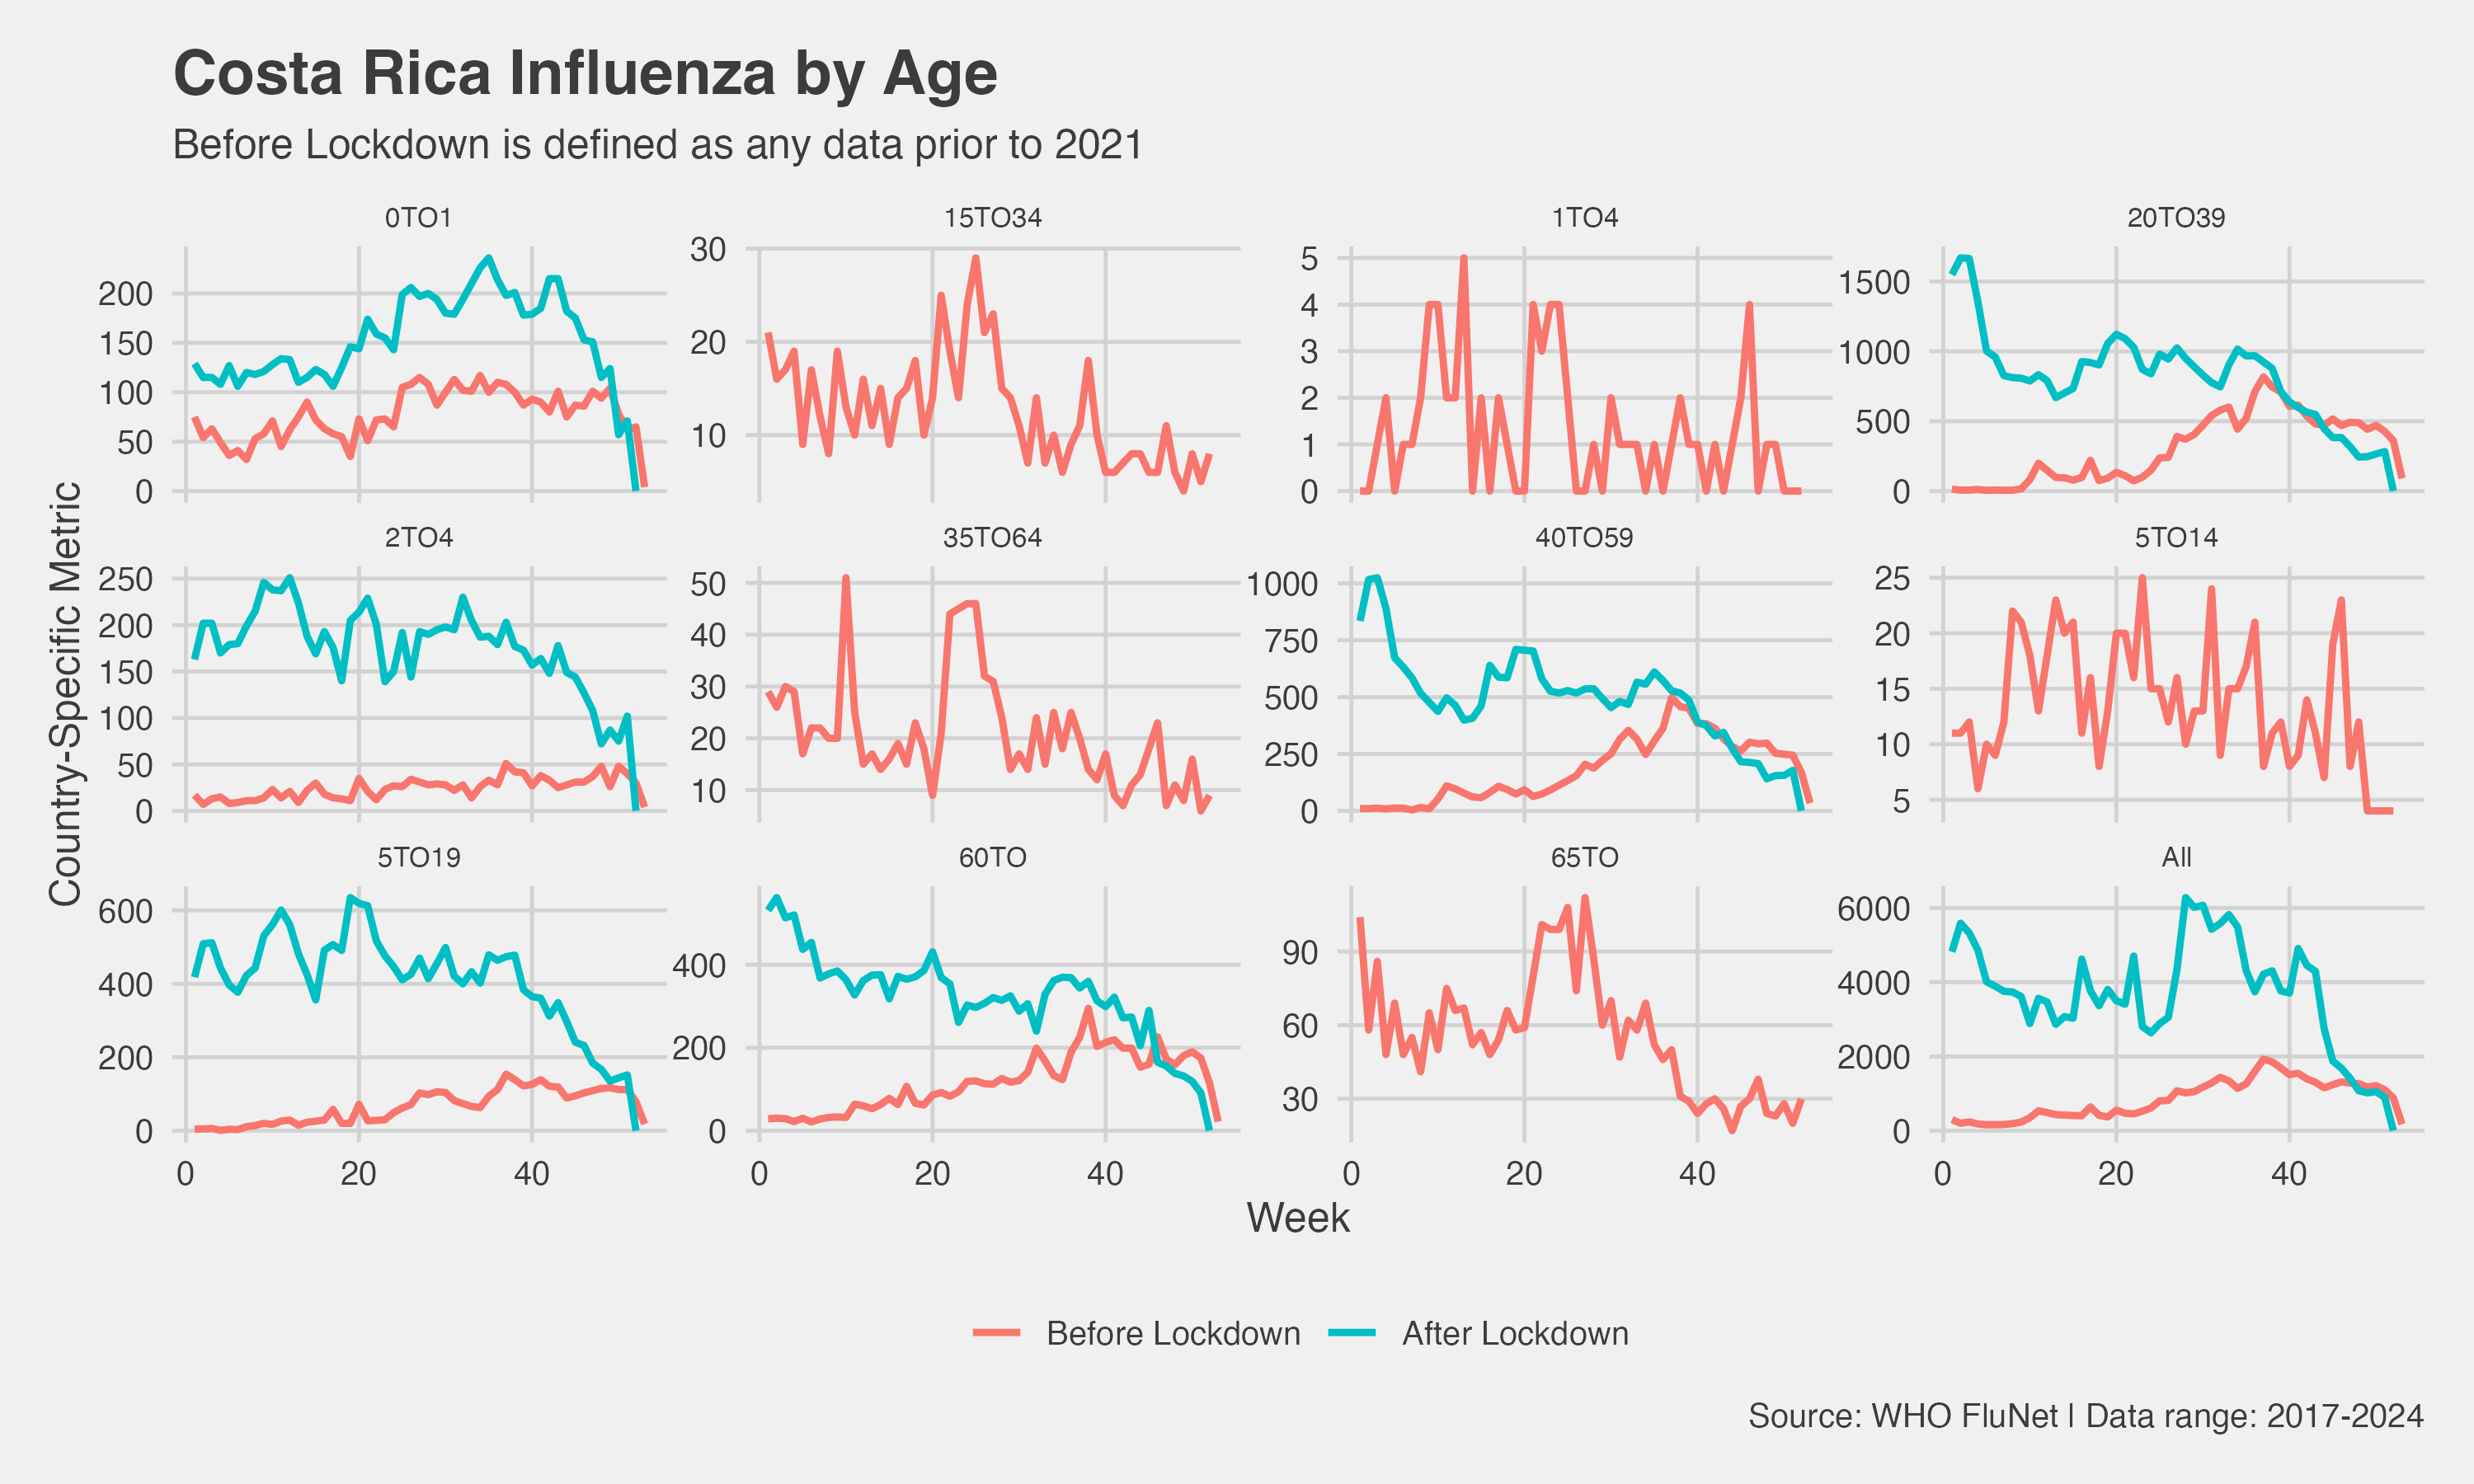 Costa Rica Influenza by Age
Before Lockdown is defined as any data prior to 2021
Country-Specific Metric
0TO1
15TO34
1TO4
20TO39
200
150
100
50
0
30
20
10
5
4
3
2
1
0
1500
1000
500
0
2TO4
35TO64
40TO59
5TO14
250
200
150
100
50
0
50
40
30
20
10
1000
750
500
250
0
25
20
15
10
5
5TO19
60TO
65TO
All
600
400
200
0
400
200
0
90
60
30
6000
4000
2000
0
0 20 40
0 20 40
0 20 40
0 20 40
Week
Before Lockdown
After Lockdown
Source: WHO FluNet | Data range: 2017-2024